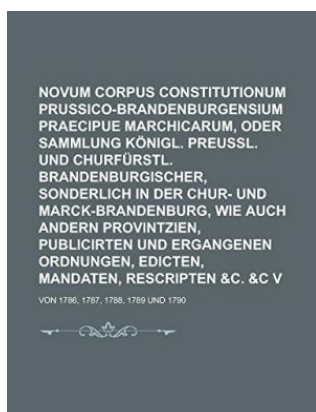 NOVUM CORPUS CONSTITUTIONUM
PRUSSICO-BRANDENBURGENSIUM
PRAECIPUE MARCHICARUM, ODER
SAMMLUNG KÖNIGL. PREUSSL.
UND CHURFÜRSTL.
BRANDENBURGISCHER,
SONDERLICH IN DER CHUR- UND
MARCK-BRANDENBURG, WIE AUCH
ANDERN PROVINTZIEN,
PUBLICIRTEN UND ERGANGENEN
ORDNUNGEN, EDICTEN,
MANDATEN, RESCRIPTEN &C. &C V
VON 1786, 1787, 1788, 1789 UND 1790